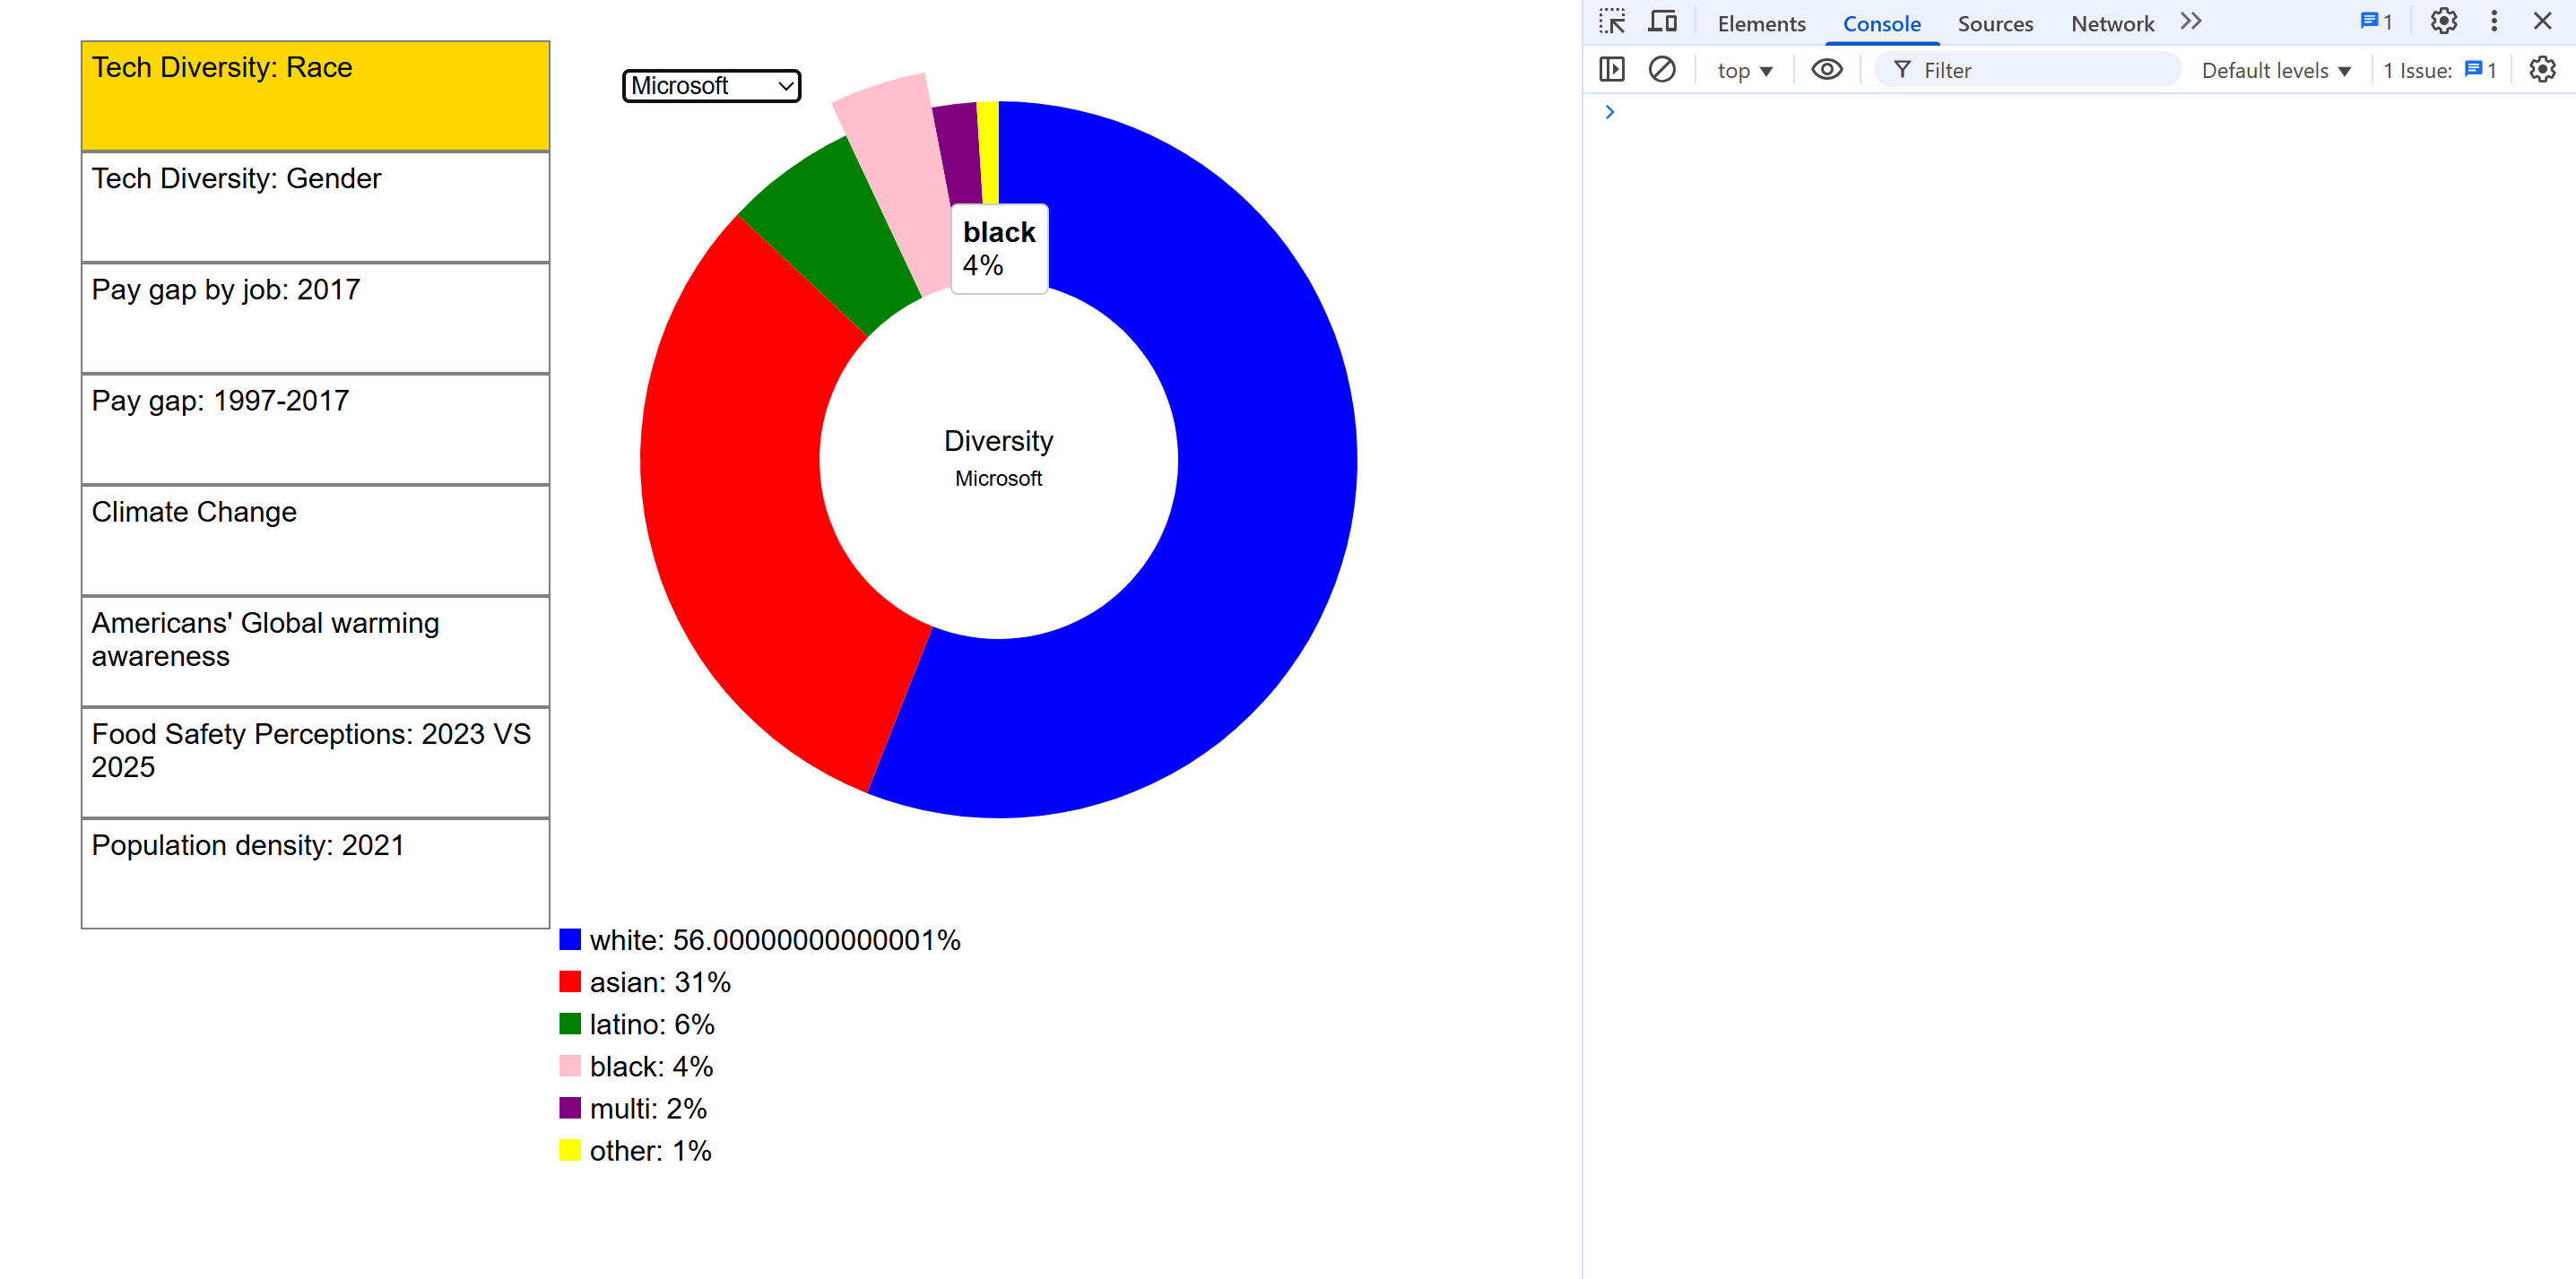 Tech Diversity: Race
Tech Diversity: Gender
Pay gap by job: 2017
Pay gap: 1997-2017
Climate Change
Americans' Global warming
awareness
Food Safety Perceptions: 2023 VS
2025
Population density: 2021
Microsoft
black
4%
Diversity
Microsoft
white: 56.00000000000001%
asian: 31%
latino: 6%
black: 4%
multi: 2%
other: 1%
Elements Console Sources Network 1
top Filter Default levels 1 Issue: 1